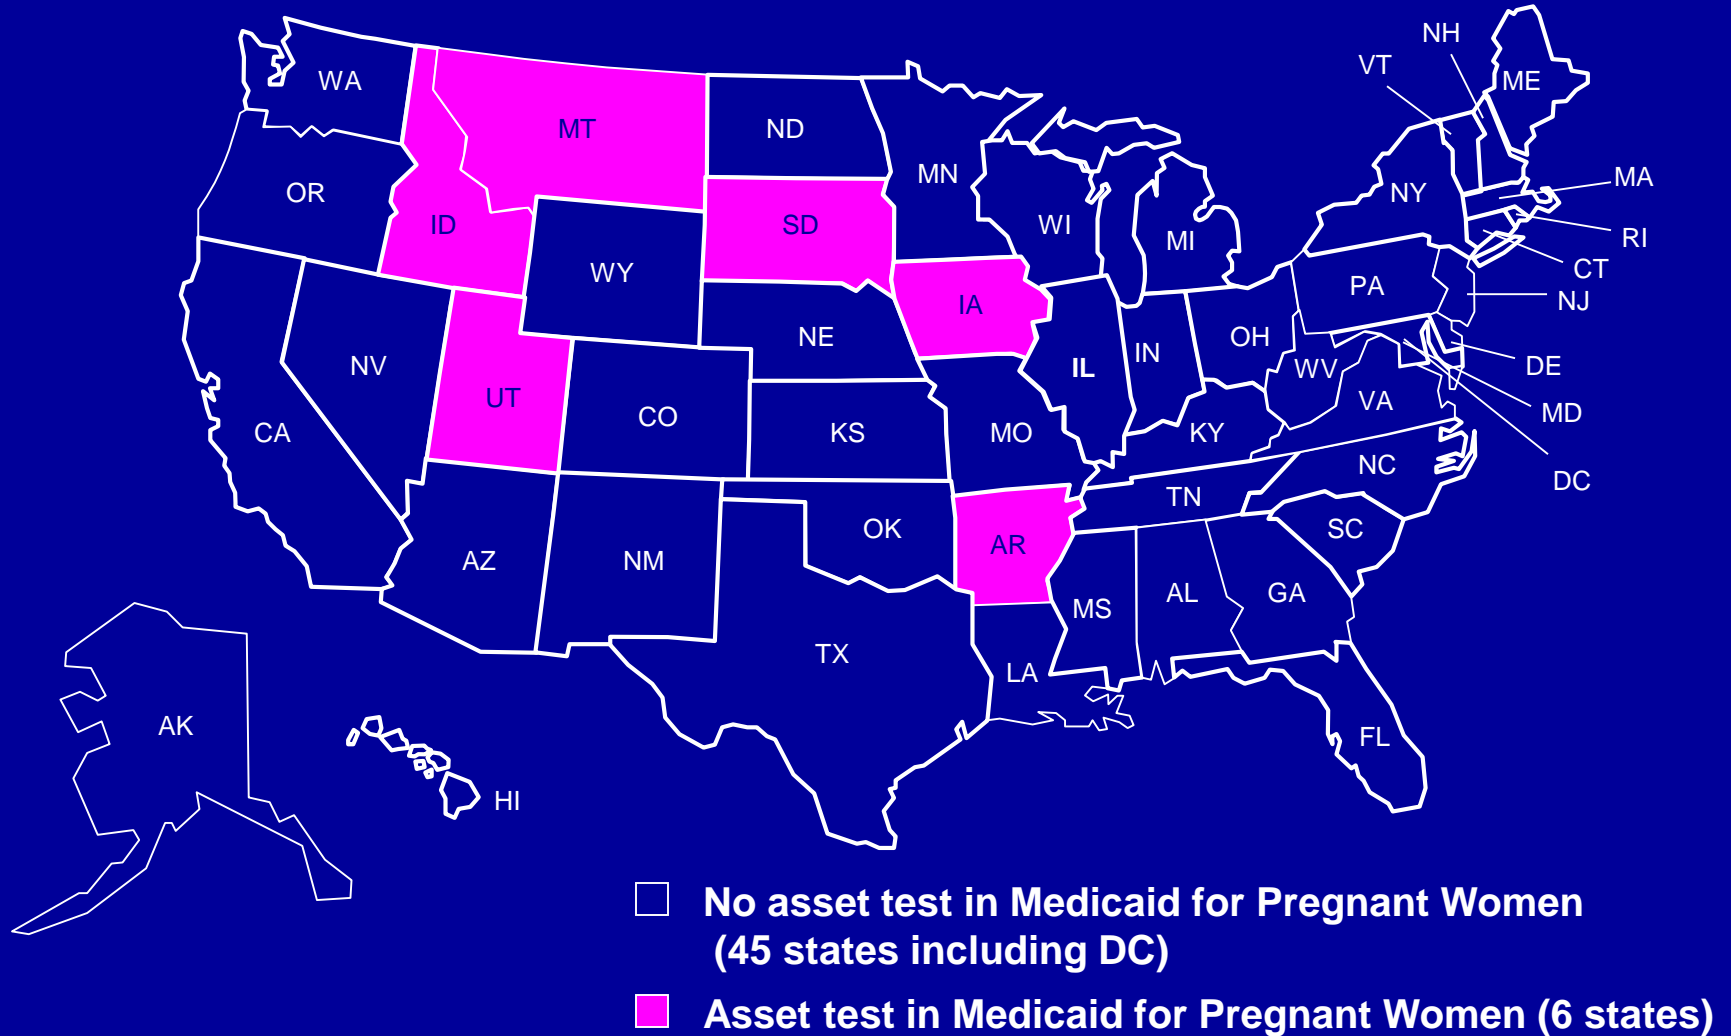 NH
VT
WA
ME
MT
ND
MN
MA
OR
NY
ID
SD
WI
MI
RI
CT
WY
PA
NJ
IA
NE
OH
IN
DE
NV
IL
WV
UT
VA
MD
CO
CA
KS
MO
KY
NC
DC
TN
OK
SC
AR
AZ
NM
MS
AL
GA
TX
LA
AK
FL
HI
No asset test in Medicaid for Pregnant Women
(45 states including DC)
Asset test in Medicaid for Pregnant Women (6 states)